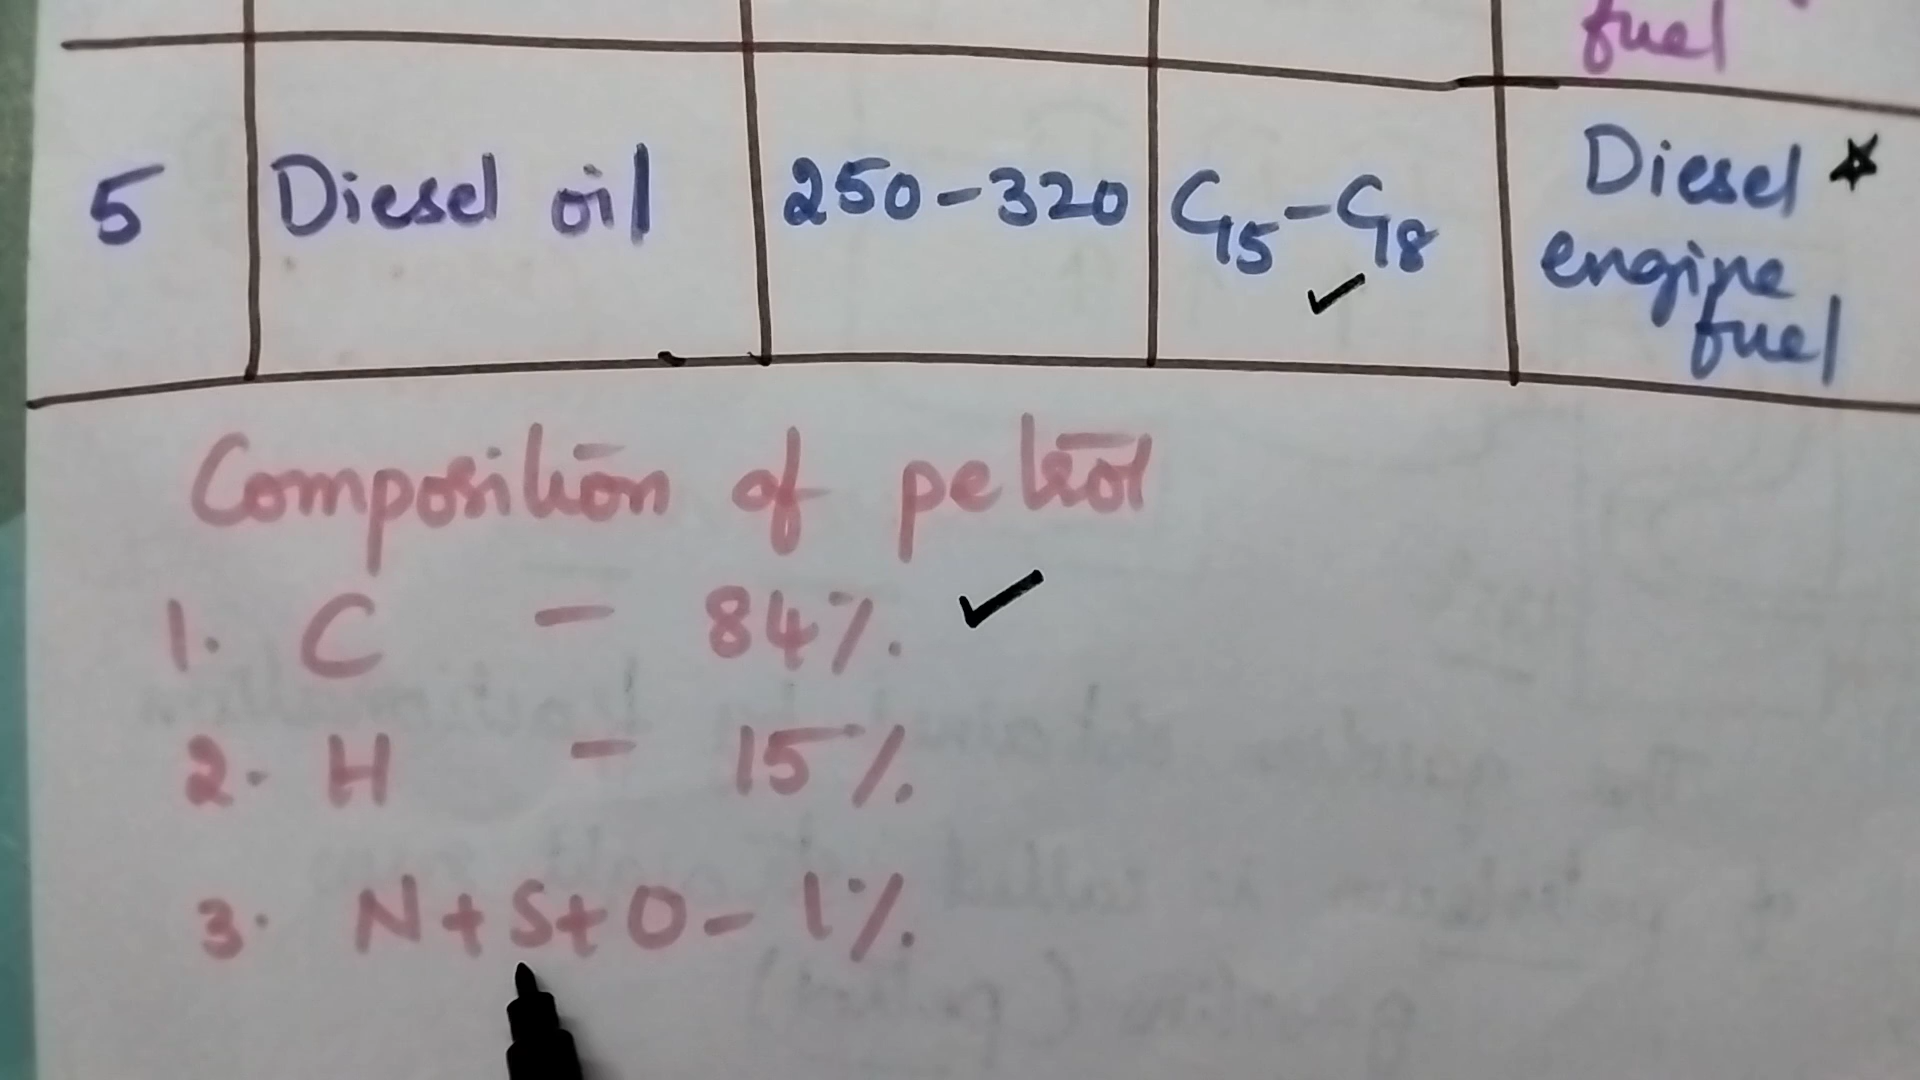 fuel
5 Diesel oil 250-320 C15-C18 Diesel
engine
fuel
Composition of petrol
1. C - 84%
2. H - 15%
3. N+S+O- 1%